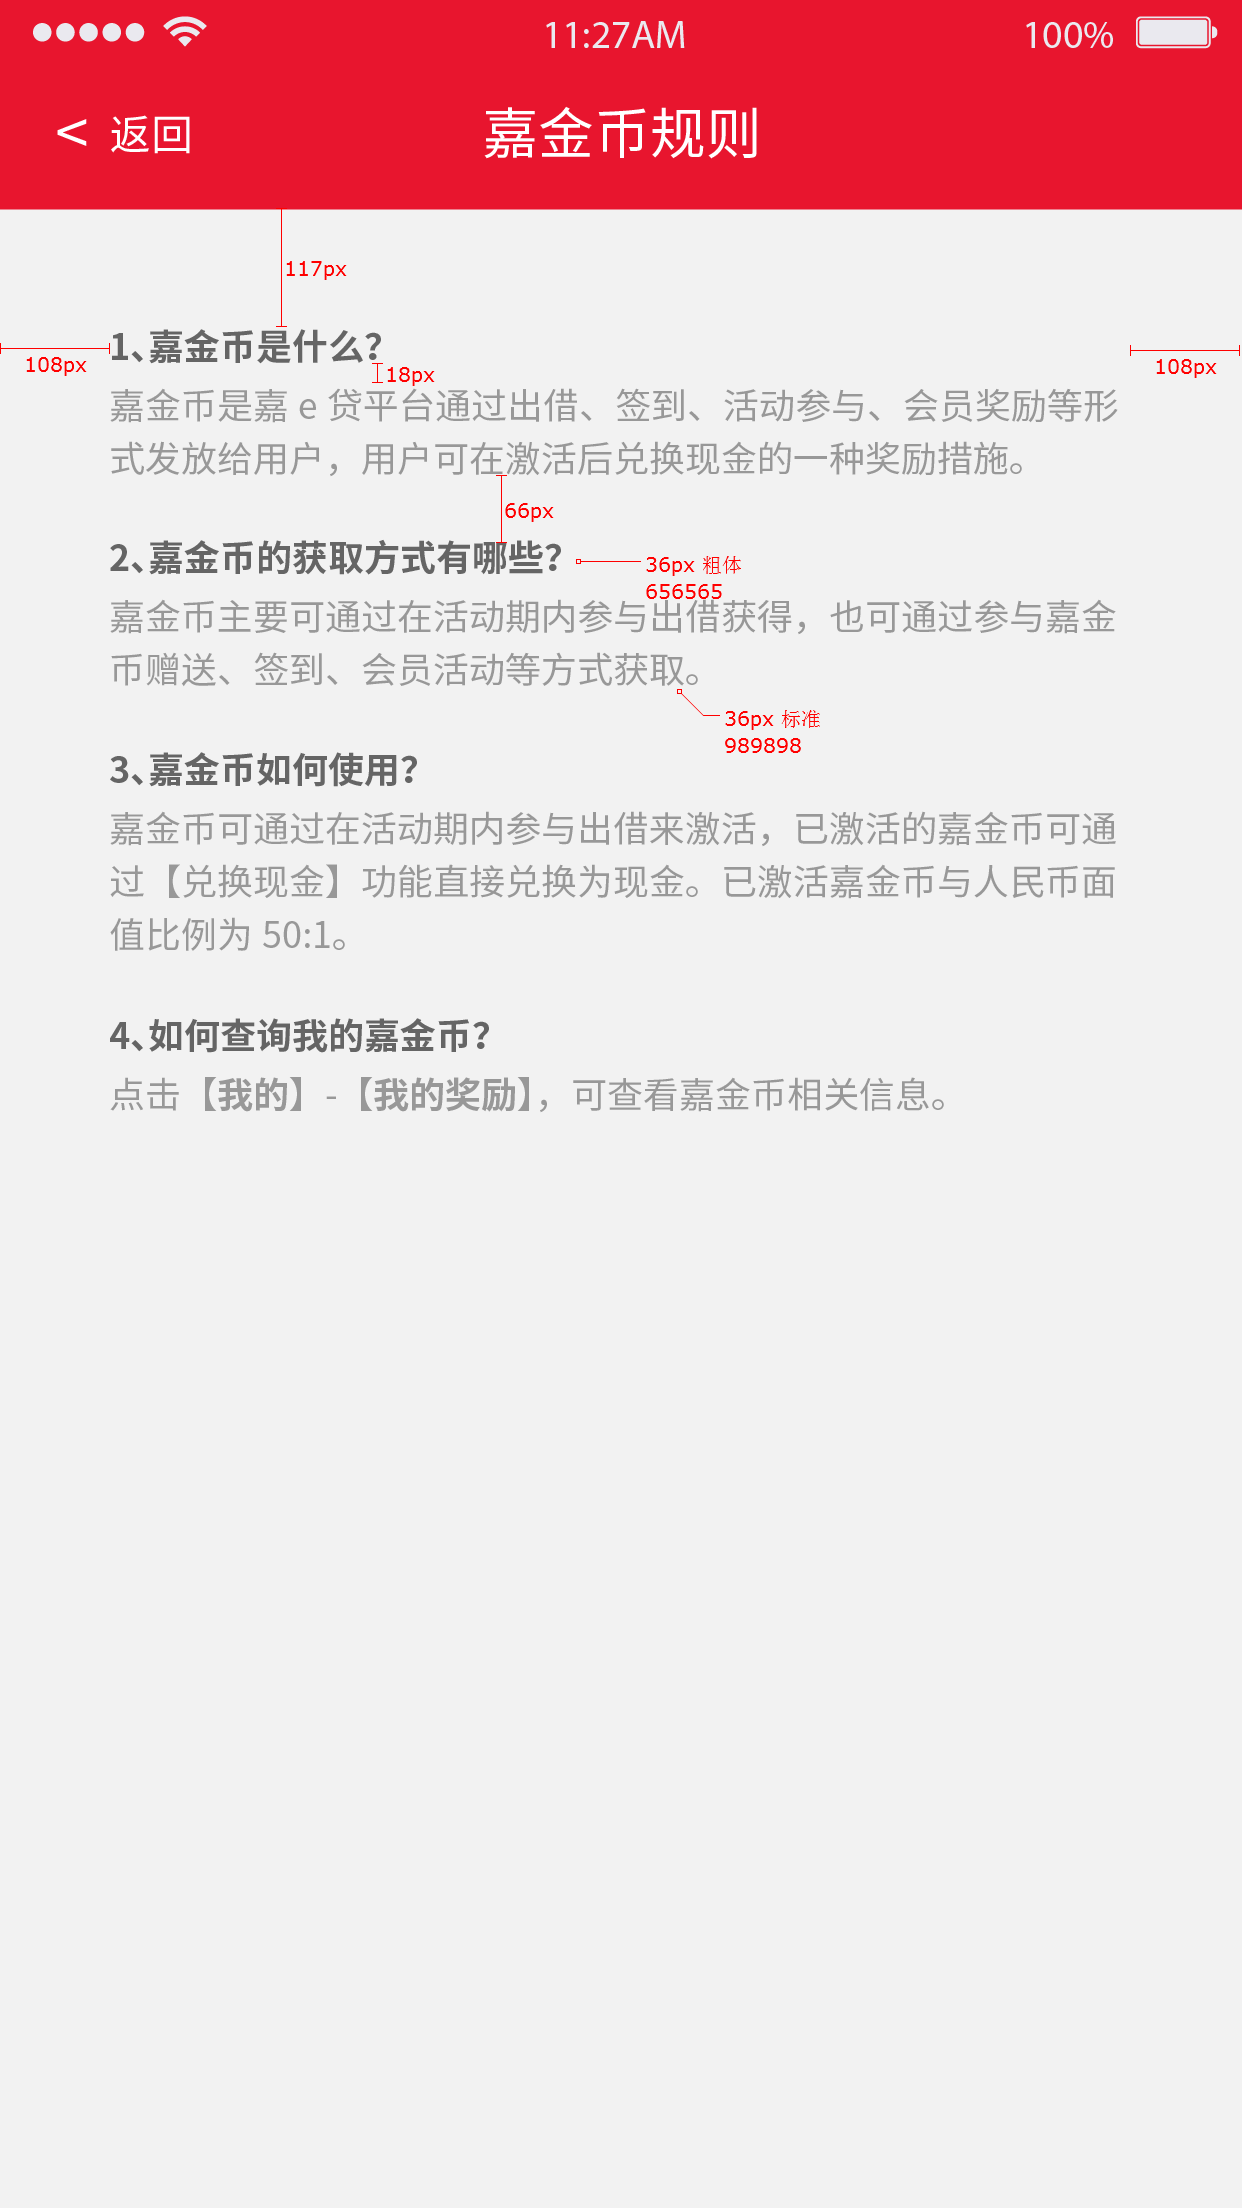 11:27AM
100%
< 返回
嘉金币规则
117px
1、嘉金币是什么?
108px
108px
18px
嘉金币是嘉 e 贷平台通过出借、签到、活动参与、会员奖励等形
式发放给用户，用户可在激活后兑换现金的一种奖励措施。
66px
2、嘉金币的获取方式有哪些?
36px 粗体
656565
嘉金币主要可通过在活动期内参与出借获得，也可通过参与嘉金
币赠送、签到、会员活动等方式获取。
36px 标准
989898
3、嘉金币如何使用?
嘉金币可通过在活动期内参与出借来激活，已激活的嘉金币可通
过【兑换现金】功能直接兑换为现金。已激活嘉金币与人民币面
值比例为 50:1。
4、如何查询我的嘉金币?
点击【我的】-【我的奖励】，可查看嘉金币相关信息。